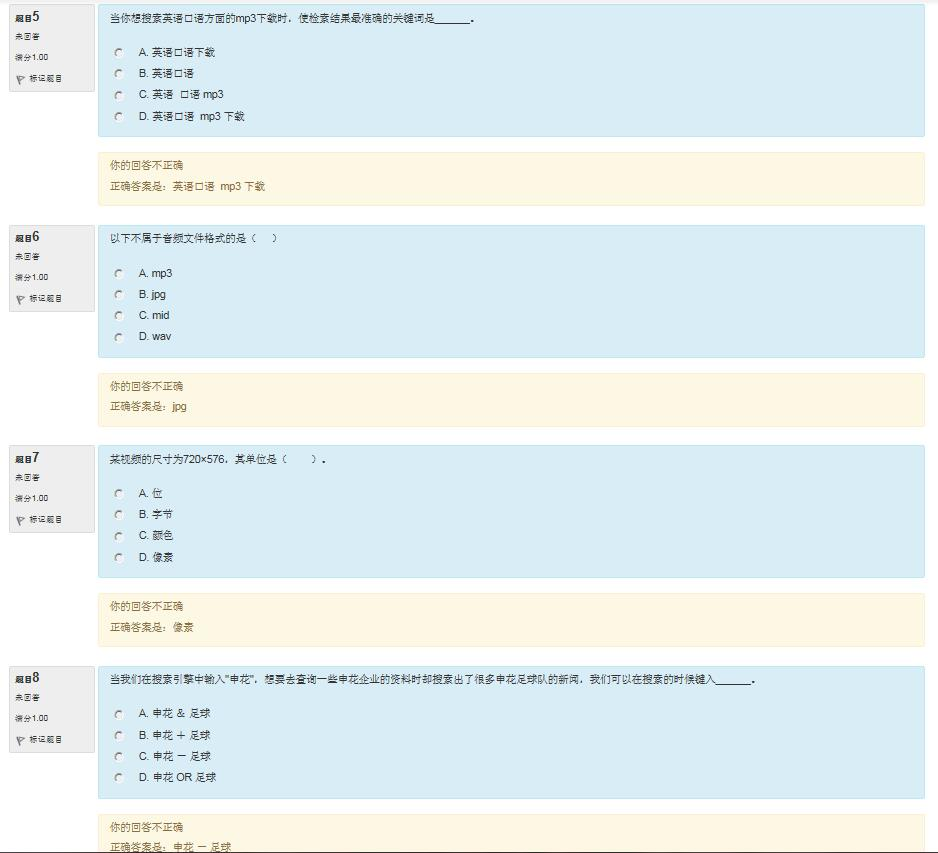 题目5
未回答
满分1.00
标记题目
当你想搜索英语口语方面的mp3下载时，使检索结果最准确的关键词是______。
A. 英语口语下载
B. 英语口语
C. 英语 口语 mp3
D. 英语口语 mp3 下载
你的回答不正确
正确答案是：英语口语 mp3 下载
题目6
未回答
满分1.00
标记题目
以下不属于音频文件格式的是（ ）
A. mp3
B. jpg
C. mid
D. wav
你的回答不正确
正确答案是：jpg
题目7
未回答
满分1.00
标记题目
某视频的尺寸为720×576，其单位是（ ）。
A. 位
B. 字节
C. 颜色
D. 像素
你的回答不正确
正确答案是：像素
题目8
未回答
满分1.00
标记题目
当我们在搜索引擎中输入"申花"，想要去查询一些申花企业的资料时却搜索出了很多申花足球队的新闻，我们可以在搜索的时候键入______。
A. 申花 ＆ 足球
B. 申花 ＋ 足球
C. 申花 － 足球
D. 申花 OR 足球
你的回答不正确
正确答案是：申花 － 足球